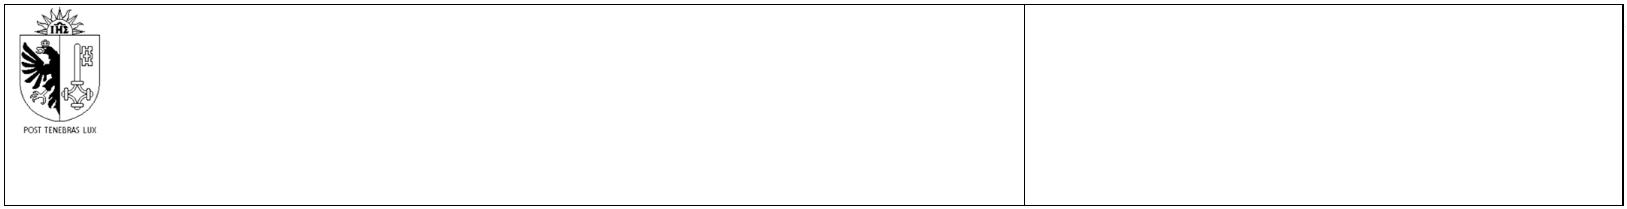 IHΣ
POST TENEBRAS LUX